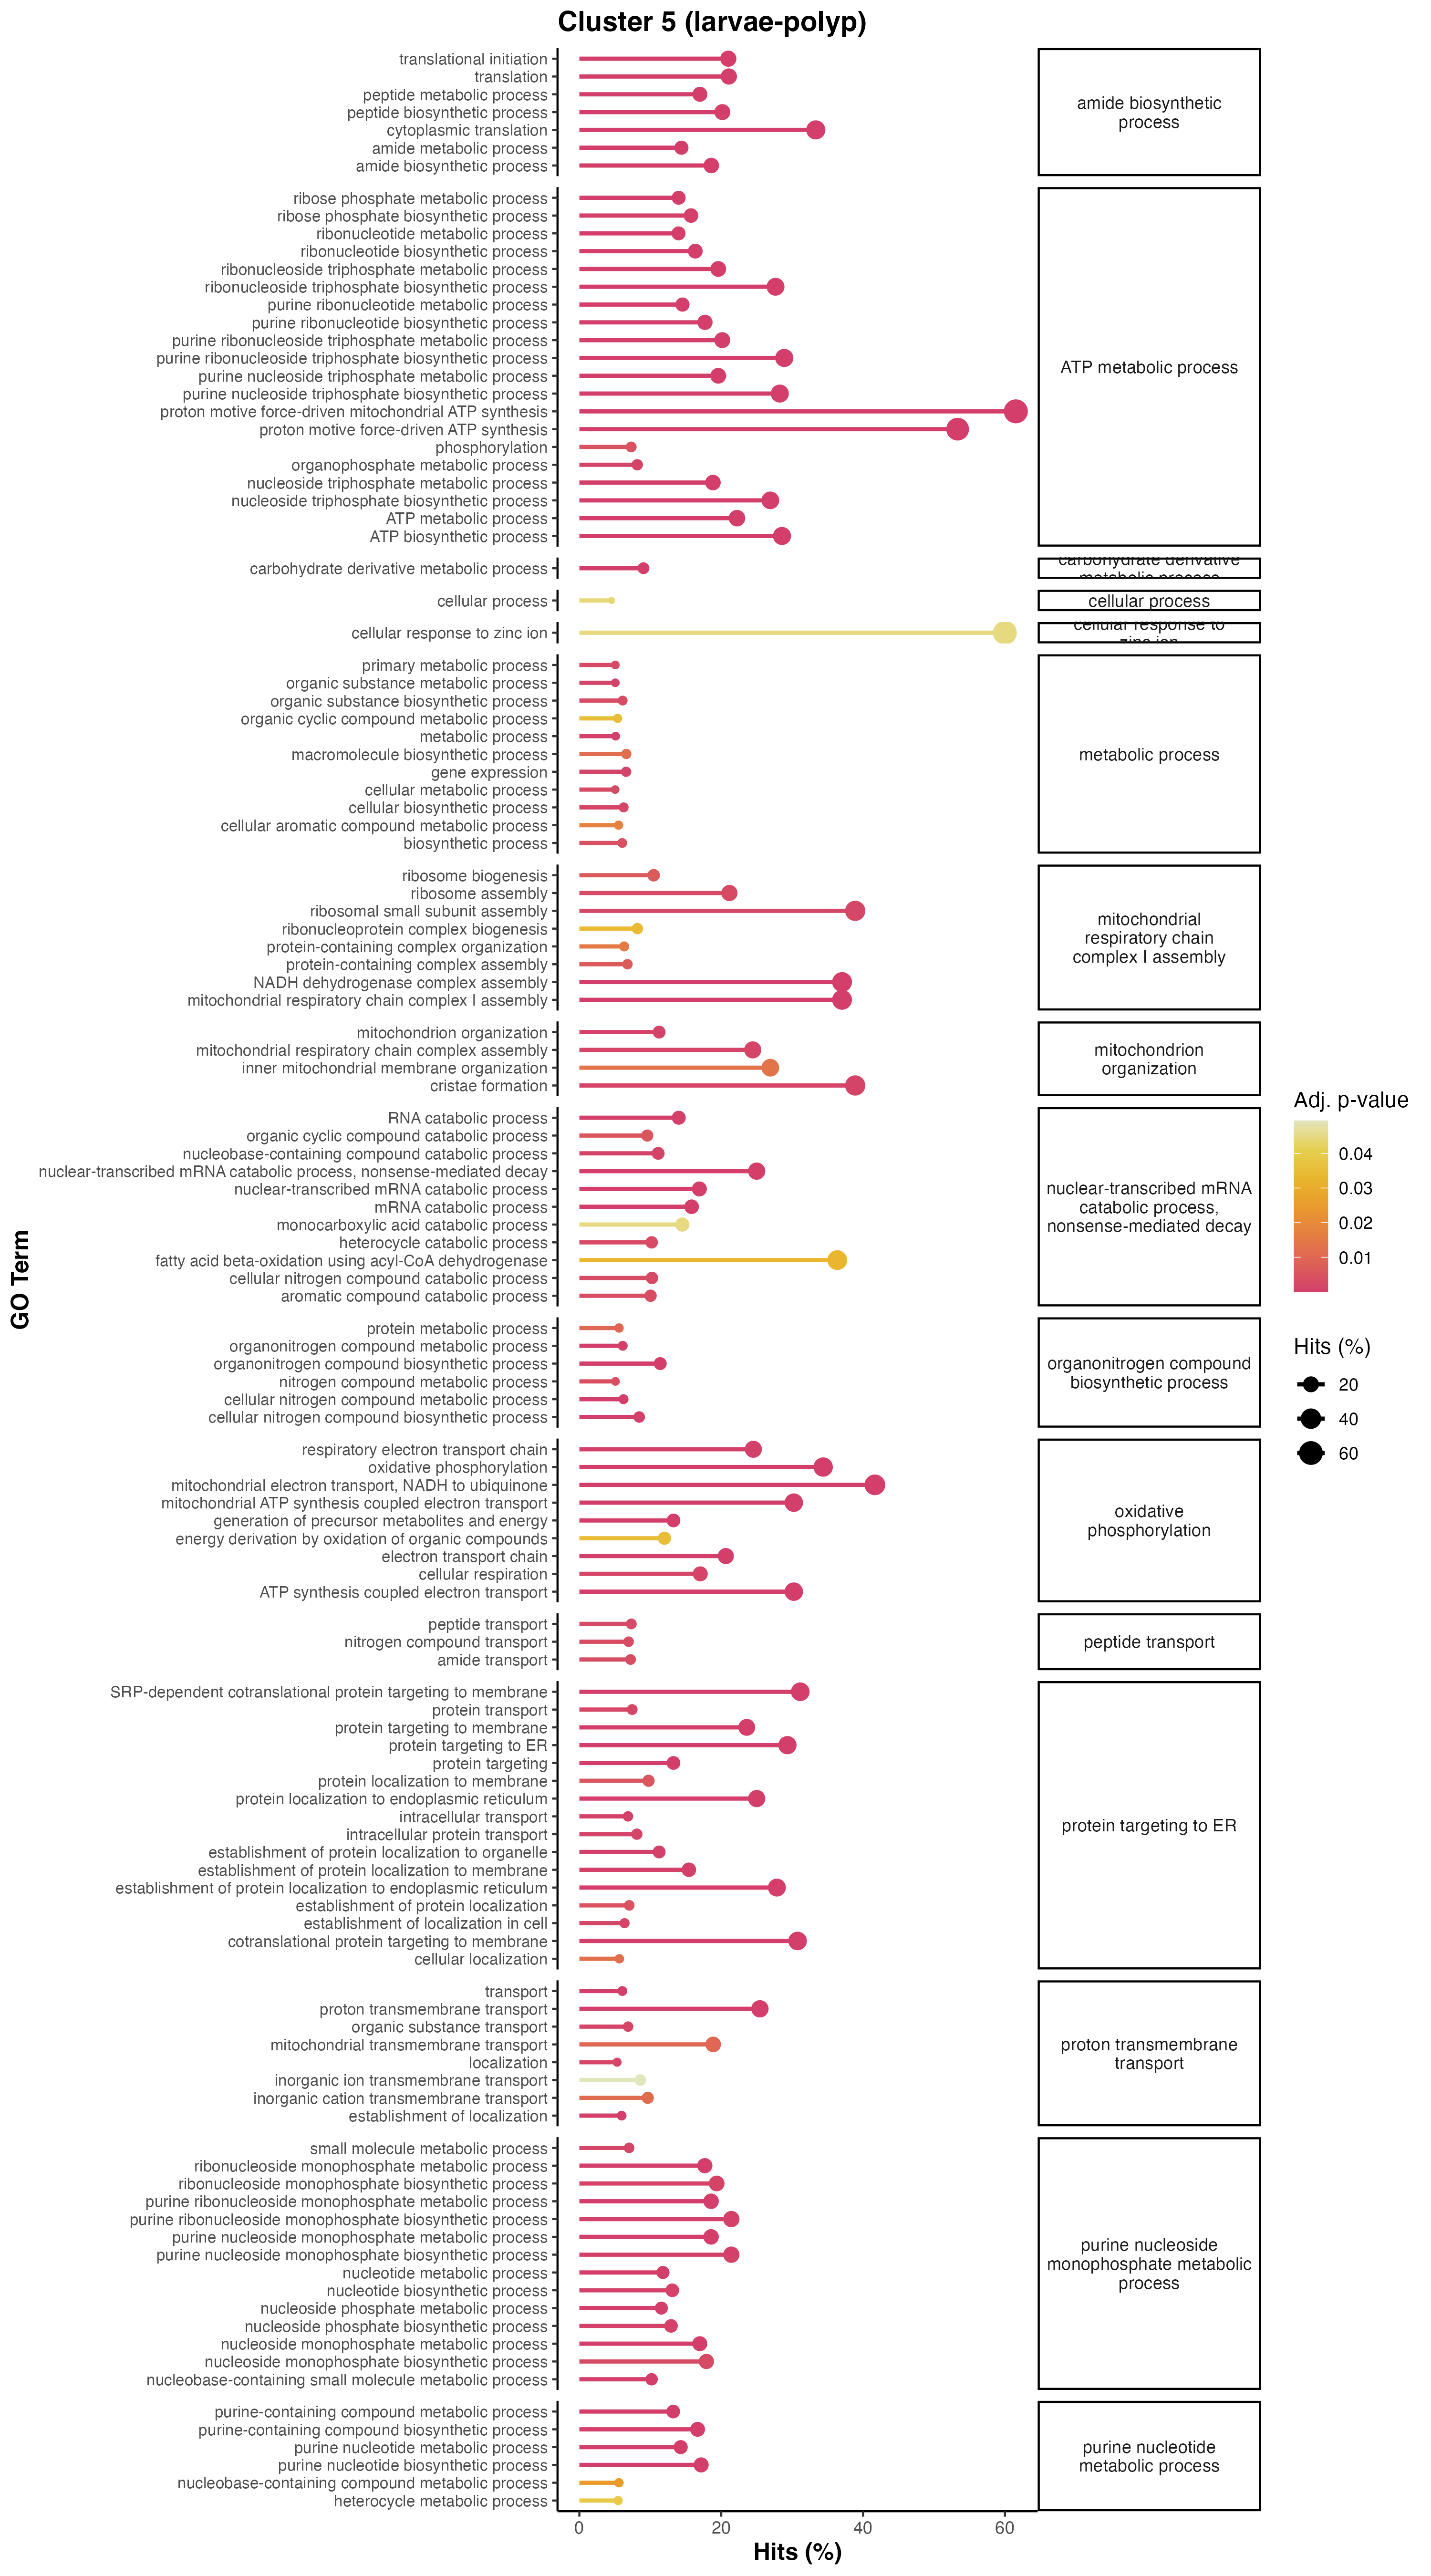 Cluster 5 (larvae-polyp)
translational initiation
translation
peptide metabolic process
peptide biosynthetic process
cytoplasmic translation
amide metabolic process
amide biosynthetic process
amide biosynthetic
process
ribose phosphate metabolic process
ribose phosphate biosynthetic process
ribonucleotide metabolic process
ribonucleotide biosynthetic process
ribonucleoside triphosphate metabolic process
ribonucleoside triphosphate biosynthetic process
purine ribonucleotide metabolic process
purine ribonucleotide biosynthetic process
purine ribonucleoside triphosphate metabolic process
purine ribonucleoside triphosphate biosynthetic process
purine nucleoside triphosphate metabolic process
purine nucleoside triphosphate biosynthetic process
proton motive force-driven mitochondrial ATP synthesis
proton motive force-driven ATP synthesis
phosphorylation
organophosphate metabolic process
nucleoside triphosphate metabolic process
nucleoside triphosphate biosynthetic process
ATP metabolic process
ATP biosynthetic process
ATP metabolic process
carbohydrate derivative metabolic process
carbohydrate derivative
metabolic process
cellular process
cellular process
cellular response to zinc ion
cellular response to
zinc ion
primary metabolic process
organic substance metabolic process
organic substance biosynthetic process
organic cyclic compound metabolic process
metabolic process
macromolecule biosynthetic process
gene expression
cellular metabolic process
cellular biosynthetic process
cellular aromatic compound metabolic process
biosynthetic process
metabolic process
ribosome biogenesis
ribosome assembly
ribosomal small subunit assembly
ribonucleoprotein complex biogenesis
protein-containing complex organization
protein-containing complex assembly
NADH dehydrogenase complex assembly
mitochondrial respiratory chain complex I assembly
mitochondrial
respiratory chain
complex I assembly
mitochondrion organization
mitochondrial respiratory chain complex assembly
inner mitochondrial membrane organization
cristae formation
mitochondrion
organization
RNA catabolic process
organic cyclic compound catabolic process
nucleobase-containing compound catabolic process
nuclear-transcribed mRNA catabolic process, nonsense-mediated decay
nuclear-transcribed mRNA catabolic process
mRNA catabolic process
monocarboxylic acid catabolic process
heterocycle catabolic process
fatty acid beta-oxidation using acyl-CoA dehydrogenase
cellular nitrogen compound catabolic process
aromatic compound catabolic process
nuclear-transcribed mRNA
catabolic process,
nonsense-mediated decay
protein metabolic process
organonitrogen compound metabolic process
organonitrogen compound biosynthetic process
nitrogen compound metabolic process
cellular nitrogen compound metabolic process
cellular nitrogen compound biosynthetic process
organonitrogen compound
biosynthetic process
respiratory electron transport chain
oxidative phosphorylation
mitochondrial electron transport, NADH to ubiquinone
mitochondrial ATP synthesis coupled electron transport
generation of precursor metabolites and energy
energy derivation by oxidation of organic compounds
electron transport chain
cellular respiration
ATP synthesis coupled electron transport
oxidative
phosphorylation
peptide transport
nitrogen compound transport
amide transport
peptide transport
SRP-dependent cotranslational protein targeting to membrane
protein transport
protein targeting to membrane
protein targeting to ER
protein targeting
protein localization to membrane
protein localization to endoplasmic reticulum
intracellular transport
intracellular protein transport
establishment of protein localization to organelle
establishment of protein localization to membrane
establishment of protein localization to endoplasmic reticulum
establishment of protein localization
establishment of localization in cell
cotranslational protein targeting to membrane
cellular localization
protein targeting to ER
transport
proton transmembrane transport
organic substance transport
mitochondrial transmembrane transport
localization
inorganic ion transmembrane transport
inorganic cation transmembrane transport
establishment of localization
proton transmembrane
transport
small molecule metabolic process
ribonucleoside monophosphate metabolic process
ribonucleoside monophosphate biosynthetic process
purine ribonucleoside monophosphate metabolic process
purine ribonucleoside monophosphate biosynthetic process
purine nucleoside monophosphate metabolic process
purine nucleoside monophosphate biosynthetic process
nucleotide metabolic process
nucleotide biosynthetic process
nucleoside phosphate metabolic process
nucleoside phosphate biosynthetic process
nucleoside monophosphate metabolic process
nucleoside monophosphate biosynthetic process
nucleobase-containing small molecule metabolic process
purine nucleoside
monophosphate metabolic
process
purine-containing compound metabolic process
purine-containing compound biosynthetic process
purine nucleotide metabolic process
purine nucleotide biosynthetic process
nucleobase-containing compound metabolic process
heterocycle metabolic process
purine nucleotide
metabolic process
0 20 40 60
Hits (%)
GO Term
Adj. p-value
0.04
0.03
0.02
0.01
Hits (%)
20
40
60